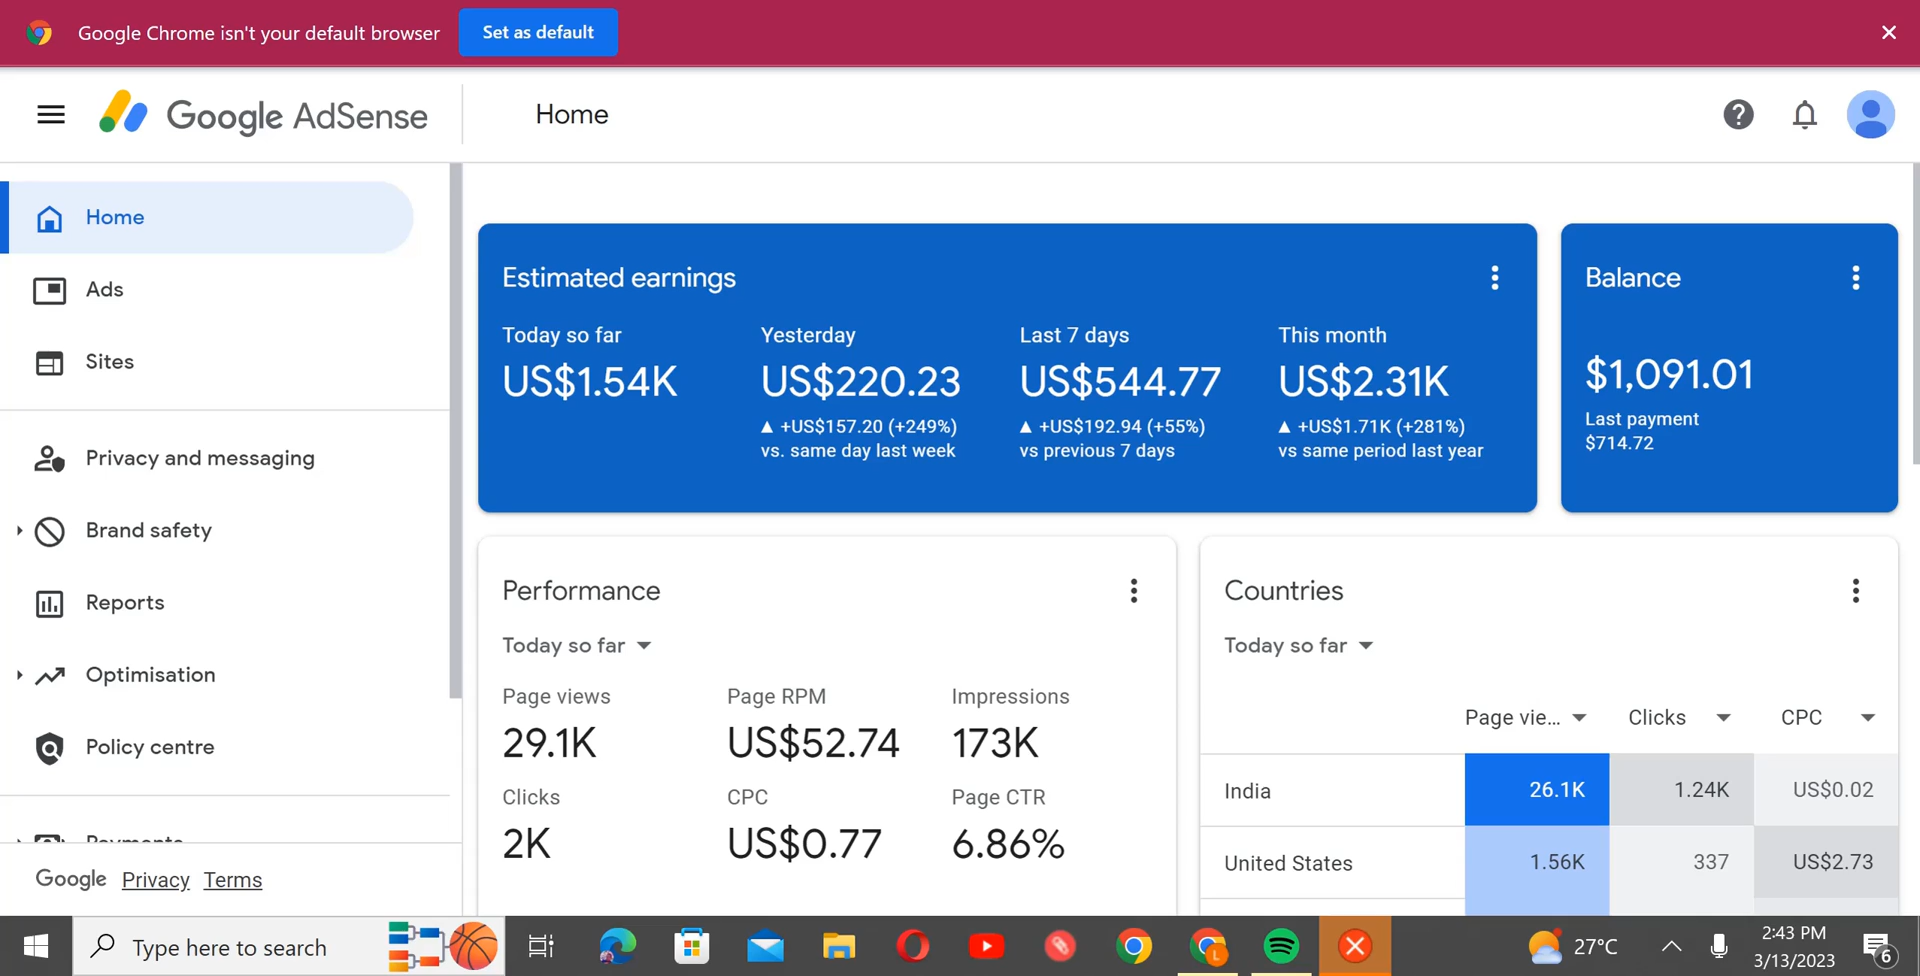 Google Chrome isn't your default browser
Set as default
Google AdSense
Home
Home
Ads
Sites
Privacy and messaging
Brand safety
Reports
Optimisation
Policy centre
Payments
Google Privacy Terms
Estimated earnings
Today so far
US$1.54K
Yesterday
US$220.23
+US$157.20 (+249%)
vs. same day last week
Last 7 days
US$544.77
+US$192.94 (+55%)
vs previous 7 days
This month
US$2.31K
+US$1.71K (+281%)
vs same period last year
Balance
$1,091.01
Last payment
$714.72
Performance
Today so far
Page views
29.1K
Page RPM
US$52.74
Impressions
173K
Clicks
2K
CPC
US$0.77
Page CTR
6.86%
Countries
Today so far
Page vie... Clicks CPC
India 26.1K 1.24K US$0.02
United States 1.56K 337 US$2.73
Type here to search
L
27°C
2:43 PM
3/13/2023
6